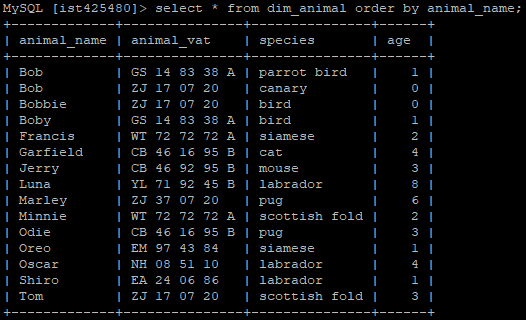 MySQL [ist425480]> select * from dim_animal order by animal_name;
+-------------+--------------+---------------+------+
| animal_name | animal_vat   | species       | age  |
+-------------+--------------+---------------+------+
| Bob         | GS 14 83 38 A | parrot bird   |    1 |
| Bob         | ZJ 17 07 20   | canary        |    0 |
| Bobbie      | ZJ 17 07 20   | bird          |    0 |
| Boby        | GS 14 83 38 A | bird          |    1 |
| Francis     | WT 72 72 72 A | siamese       |    2 |
| Garfield    | CB 46 16 95 B | cat           |    4 |
| Jerry       | CB 46 92 95 B | mouse         |    3 |
| Luna        | YL 71 92 45 B | labrador      |    8 |
| Marley      | ZJ 37 07 20   | pug           |    6 |
| Minnie      | WT 72 72 72 A | scottish fold |    2 |
| Odie        | CB 46 16 95 B | pug           |    3 |
| Oreo        | EM 97 43 84   | siamese       |    1 |
| Oscar       | NH 08 51 10   | labrador      |    4 |
| Shiro       | EA 24 06 86   | labrador      |    1 |
| Tom         | ZJ 17 07 20   | scottish fold |    3 |
+-------------+--------------+---------------+------+